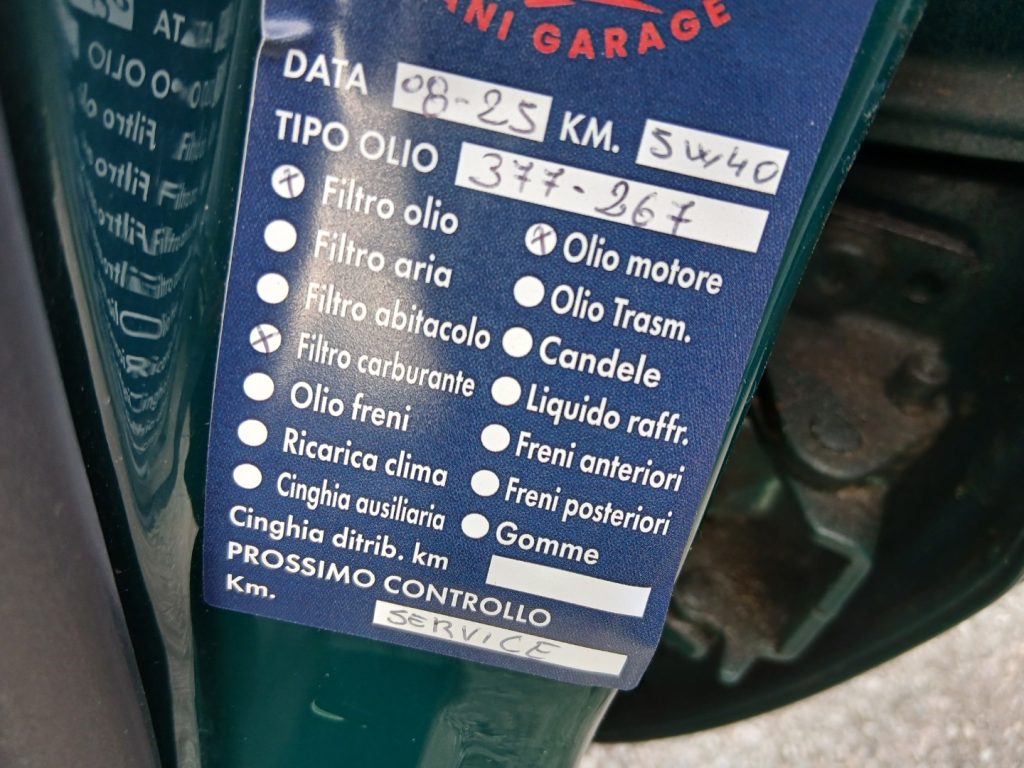 ANI GARAGE
DATA 08-25 KM. 5W40
TIPO OLIO 377-267
Filtro olio
Olio motore
Filtro aria
Olio Trasm.
Filtro abitacolo
Candele
Filtro carburante
Liquido raffr.
Olio freni
Freni anteriori
Ricarica clima
Freni posteriori
Cinghia ausiliaria
Gomme
Cinghia ditrib. km
PROSSIMO CONTROLLO
Km. SERVICE